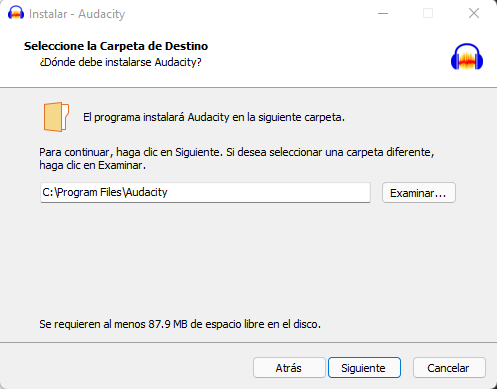 Instalar - Audacity
Seleccione la Carpeta de Destino
¿Dónde debe instalarse Audacity?
El programa instalará Audacity en la siguiente carpeta.
Para continuar, haga clic en Siguiente. Si desea seleccionar una carpeta diferente,
haga clic en Examinar.
C:\Program Files\Audacity
Examinar...
Se requieren al menos 87.9 MB de espacio libre en el disco.
Atrás
Siguiente
Cancelar